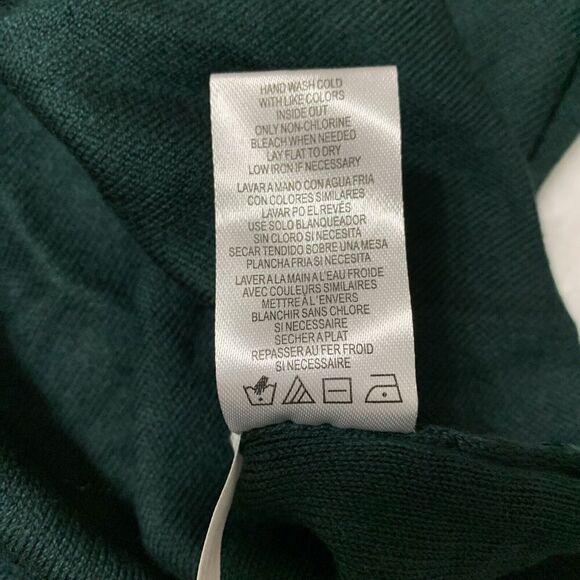 HAND WASH COLD
WITH LIKE COLORS
INSIDE OUT
ONLY NON-CHLORINE
BLEACH WHEN NEEDED
LAY FLAT TO DRY
LOW IRON IF NECESSARY
LAVAR A MANO CON AGUA FRIA
CON COLORES SIMILARES
LAVAR PO EL REVÉS
USE SOLO BLANQUEADOR
SIN CLORO SI NECESITA
SECAR TENDIDO SOBRE UNA MESA
PLANCHA FRIA SI NECESITA
LAVER A LA MAIN A L'EAU FROIDE
AVEC COULEURS SIMILAIRES
METTRE À L'ENVERS
BLANCHIR SANS CHLORE
SI NECESSAIRE
SECHER A PLAT
REPASSER AU FER FROID
SI NECESSAIRE